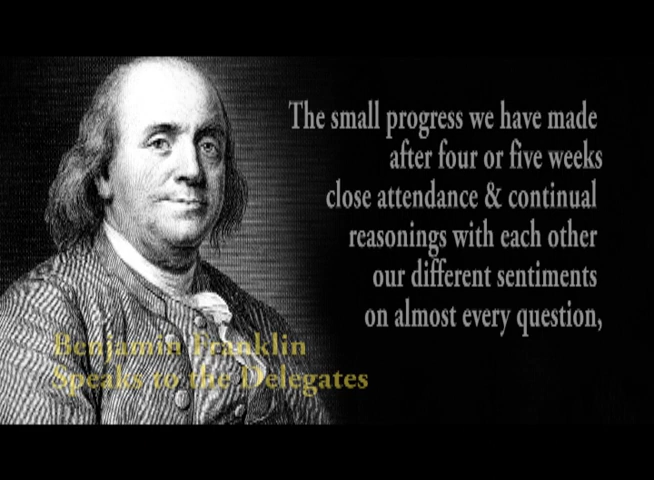 The small progress we have made
after four or five weeks
close attendance & continual
reasonings with each other
our different sentiments
on almost every question,
Benjamin Franklin
Speaks to the Delegates